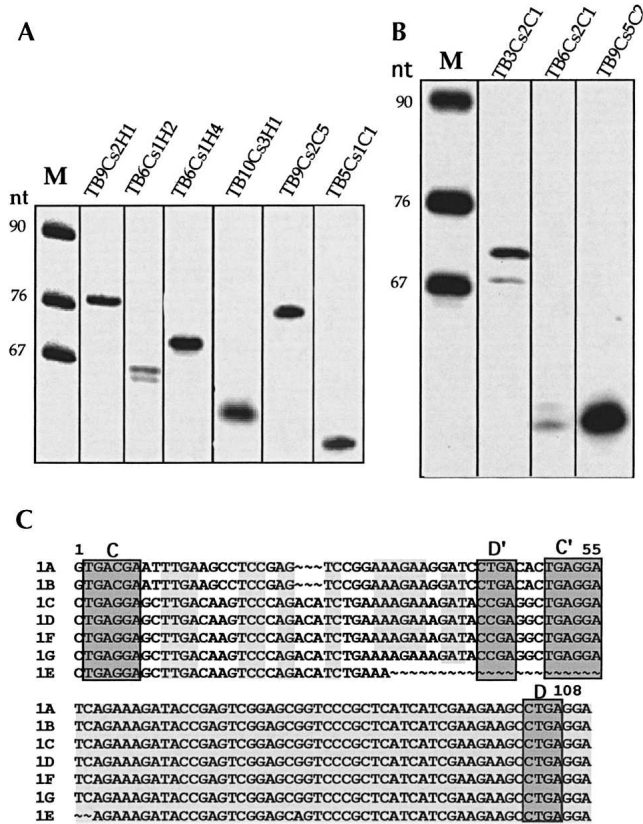 A
nt
M
TB9Cs2H1
TB6Cs1H2
TB6Cs1H4
TB10Cs3H1
TB9Cs2C5
TB5Cs1C1
90
76
67
B
nt
M
TB3Cs2C1
TB6Cs2C1
TB9Cs5C2
90
76
67
C
1 C D' C' 55
1A GTGACGAATTTGAAGCCTCCGAG~~~TCCGGAAAGAAGGATCCTGACACTGAGGA
1B GTGACGAATTTGAAGCCTCCGAG~~~TCCGGAAAGAAGGATCCTGACACTGAGGA
1C CTGAGGAGCTTGACAAGTCCCAGACATCTGAAAAGAAAGATACCGAGGCTGAGGA
1D CTGAGGAGCTTGACAAGTCCCAGACATCTGAAAAGAAAGATACCGAGGCTGAGGA
1F CTGAGGAGCTTGACAAGTCCCAGACATCTGAAAAGAAAGATACCGAGGCTGAGGA
1G CTGAGGAGCTTGACAAGTCCCAGACATCTGAAAAGAAAGATACCGAGGCTGAGGA
1E CTGAGGAGCTTGACAAGTCCCAGACATCTGAAA~~~~~~~~~~~~~~~~~~~~~~
D 108
1A TCAGAAAGATACCGAGTCGGAGCGGTCCCGCTCATCATCGAAGAAGCCTGAGGA
1B TCAGAAAGATACCGAGTCGGAGCGGTCCCGCTCATCATCGAAGAAGCCTGAGGA
1C TCAGAAAGATACCGAGTCGGAGCGGTCCCGCTCATCATCGAAGAAGCCTGAGGA
1D TCAGAAAGATACCGAGTCGGAGCGGTCCCGCTCATCATCGAAGAAGCCTGAGGA
1F TCAGAAAGATACCGAGTCGGAGCGGTCCCGCTCATCATCGAAGAAGCCTGAGGA
1G TCAGAAAGATACCGAGTCGGAGCGGTCCCGCTCATCATCGAAGAAGCCTGAGGA
1E ~~AGAAAGATACCGAGTCGGAGCAGTCCCGCTCATCATCGAAGAAGCCTGAGGA